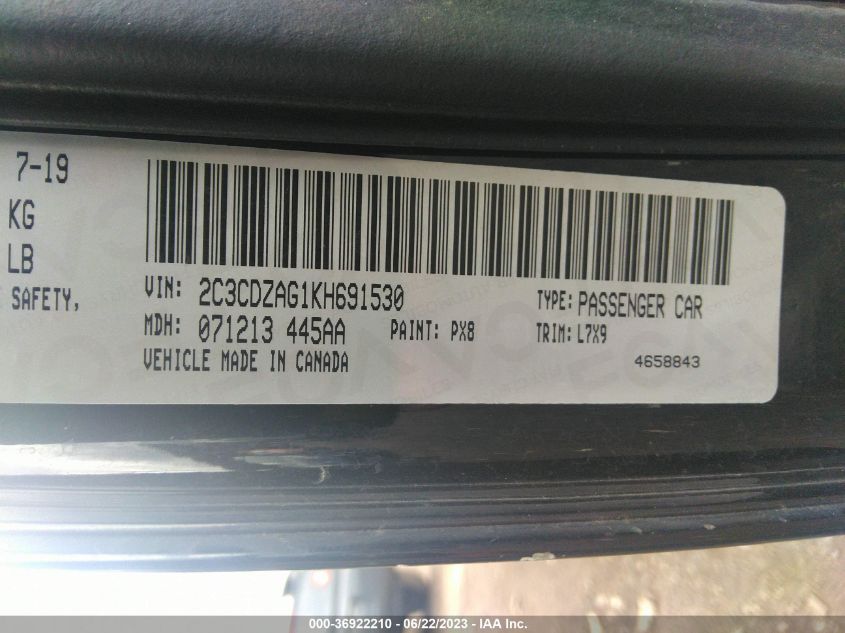 7-19
KG
LB
SAFETY,
VIN: 2C3CDZAG1KH691530
TYPE: PASSENGER CAR
MDH: 071213 445AA PAINT: PX8 TRIM: L7X9
VEHICLE MADE IN CANADA
4658843
000-36922210 - 06/22/2023 - IAA Inc.